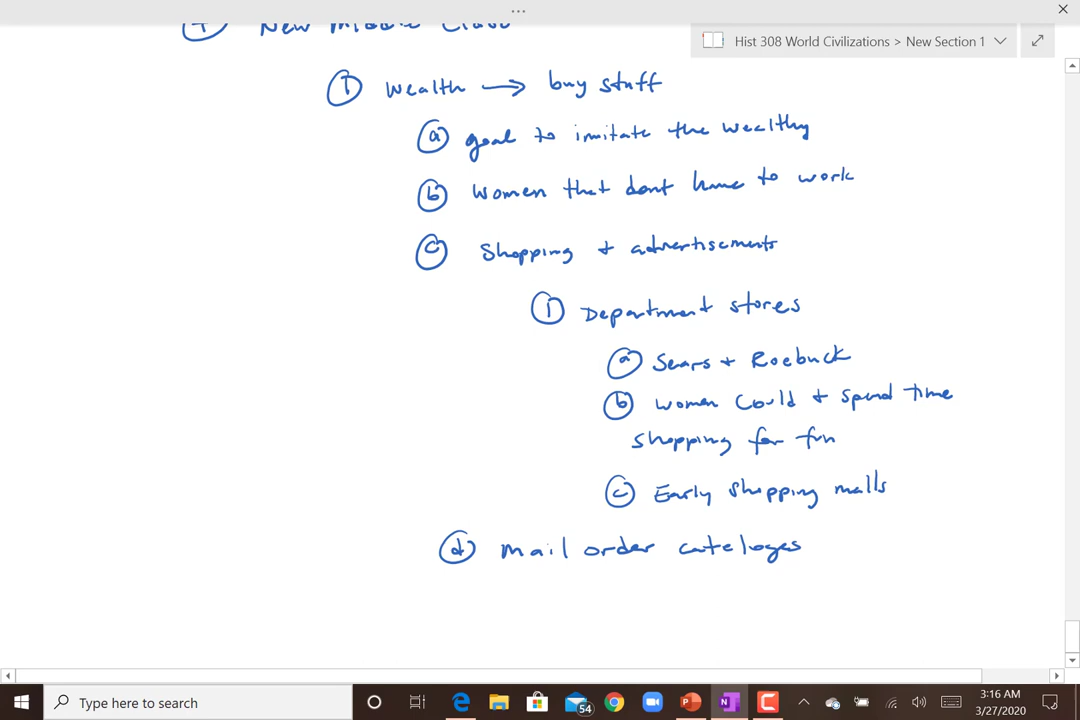 Hist 308 World Civilizations > New Section 1
New Middle Class
① Wealth → buy stuff
ⓐ goal to imitate the wealthy
ⓑ Women that dont have to work
ⓒ Shopping + advertisements
① Department stores
ⓐ Sears + Roebuck
ⓑ women could + spend time
shopping for fun
ⓒ Early shopping malls
ⓓ mail order cateloges
Type here to search
54
3:16 AM
3/27/2020